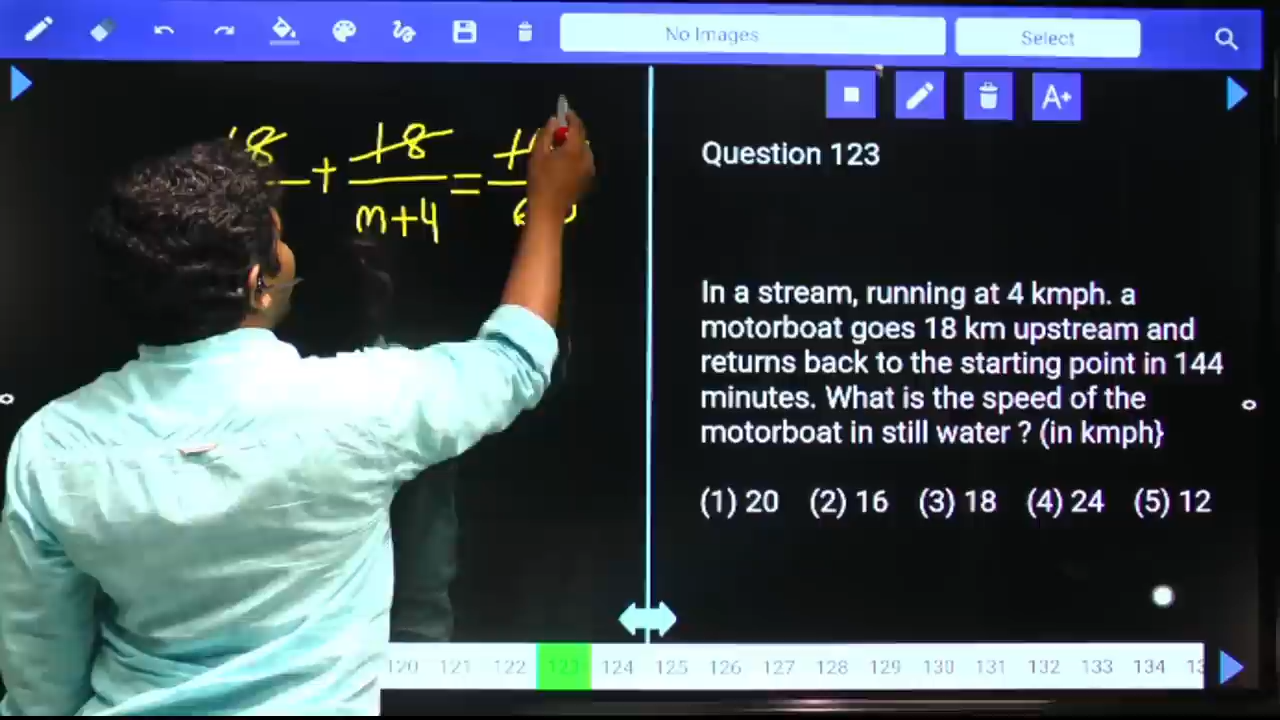 No Images
Select
A+
18 + 18 =
m+4
Question 123
In a stream, running at 4 kmph. a
motorboat goes 18 km upstream and
returns back to the starting point in 144
minutes. What is the speed of the
motorboat in still water ? (in kmph}
(1) 20 (2) 16 (3) 18 (4) 24 (5) 12
120 121 122 123 124 125 126 127 128 129 130 131 132 133 134